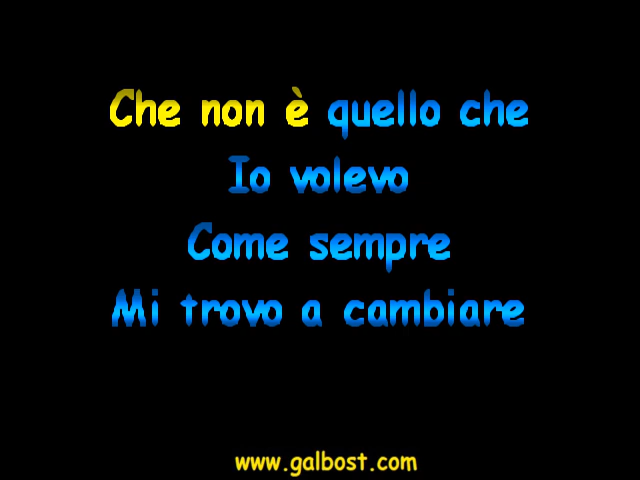 Che non è quello che
Io volevo
Come sempre
Mi trovo a cambiare
www.galbost.com